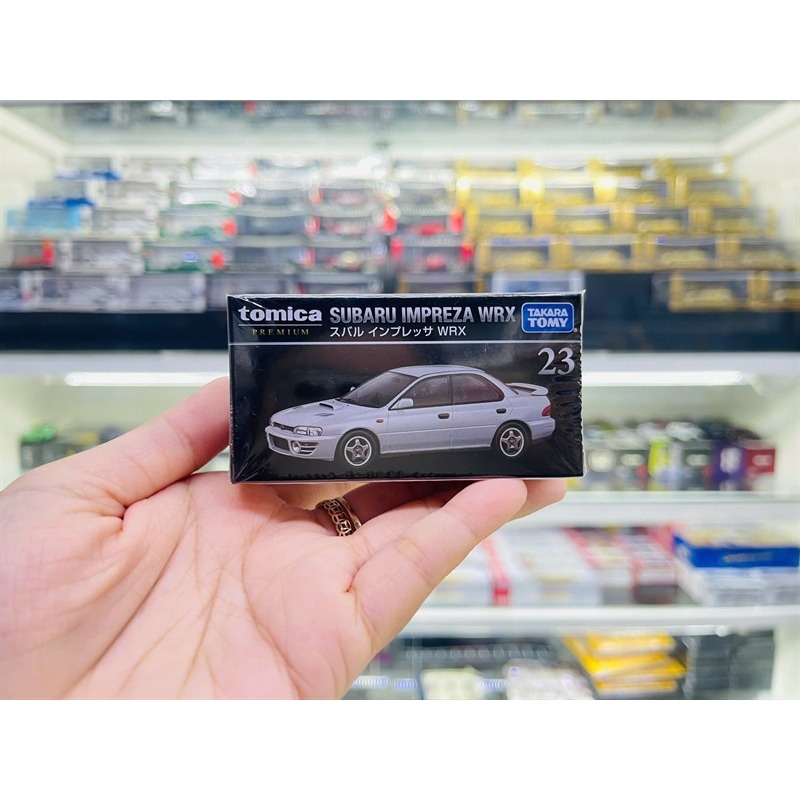 tomica SUBARU IMPREZA WRX TAKARA
PREMIUM スバル インプレッサ WRX TOMY
23